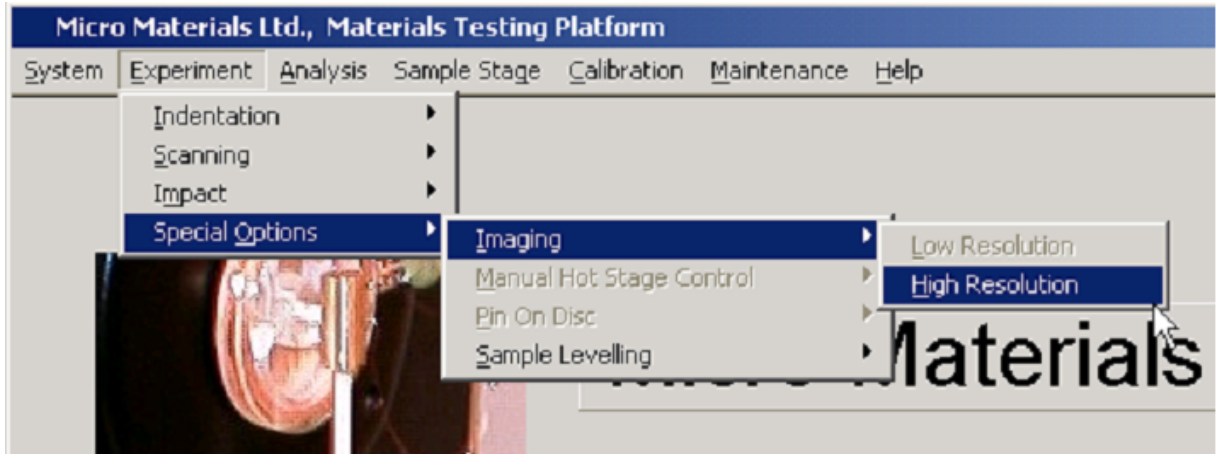 Micro Materials Ltd., Materials Testing Platform
System Experiment Analysis Sample Stage Calibration Maintenance Help
Indentation
Scanning
Impact
Special Options
Imaging
Manual Hot Stage Control
Pin On Disc
Sample Levelling
Low Resolution
High Resolution
Materials